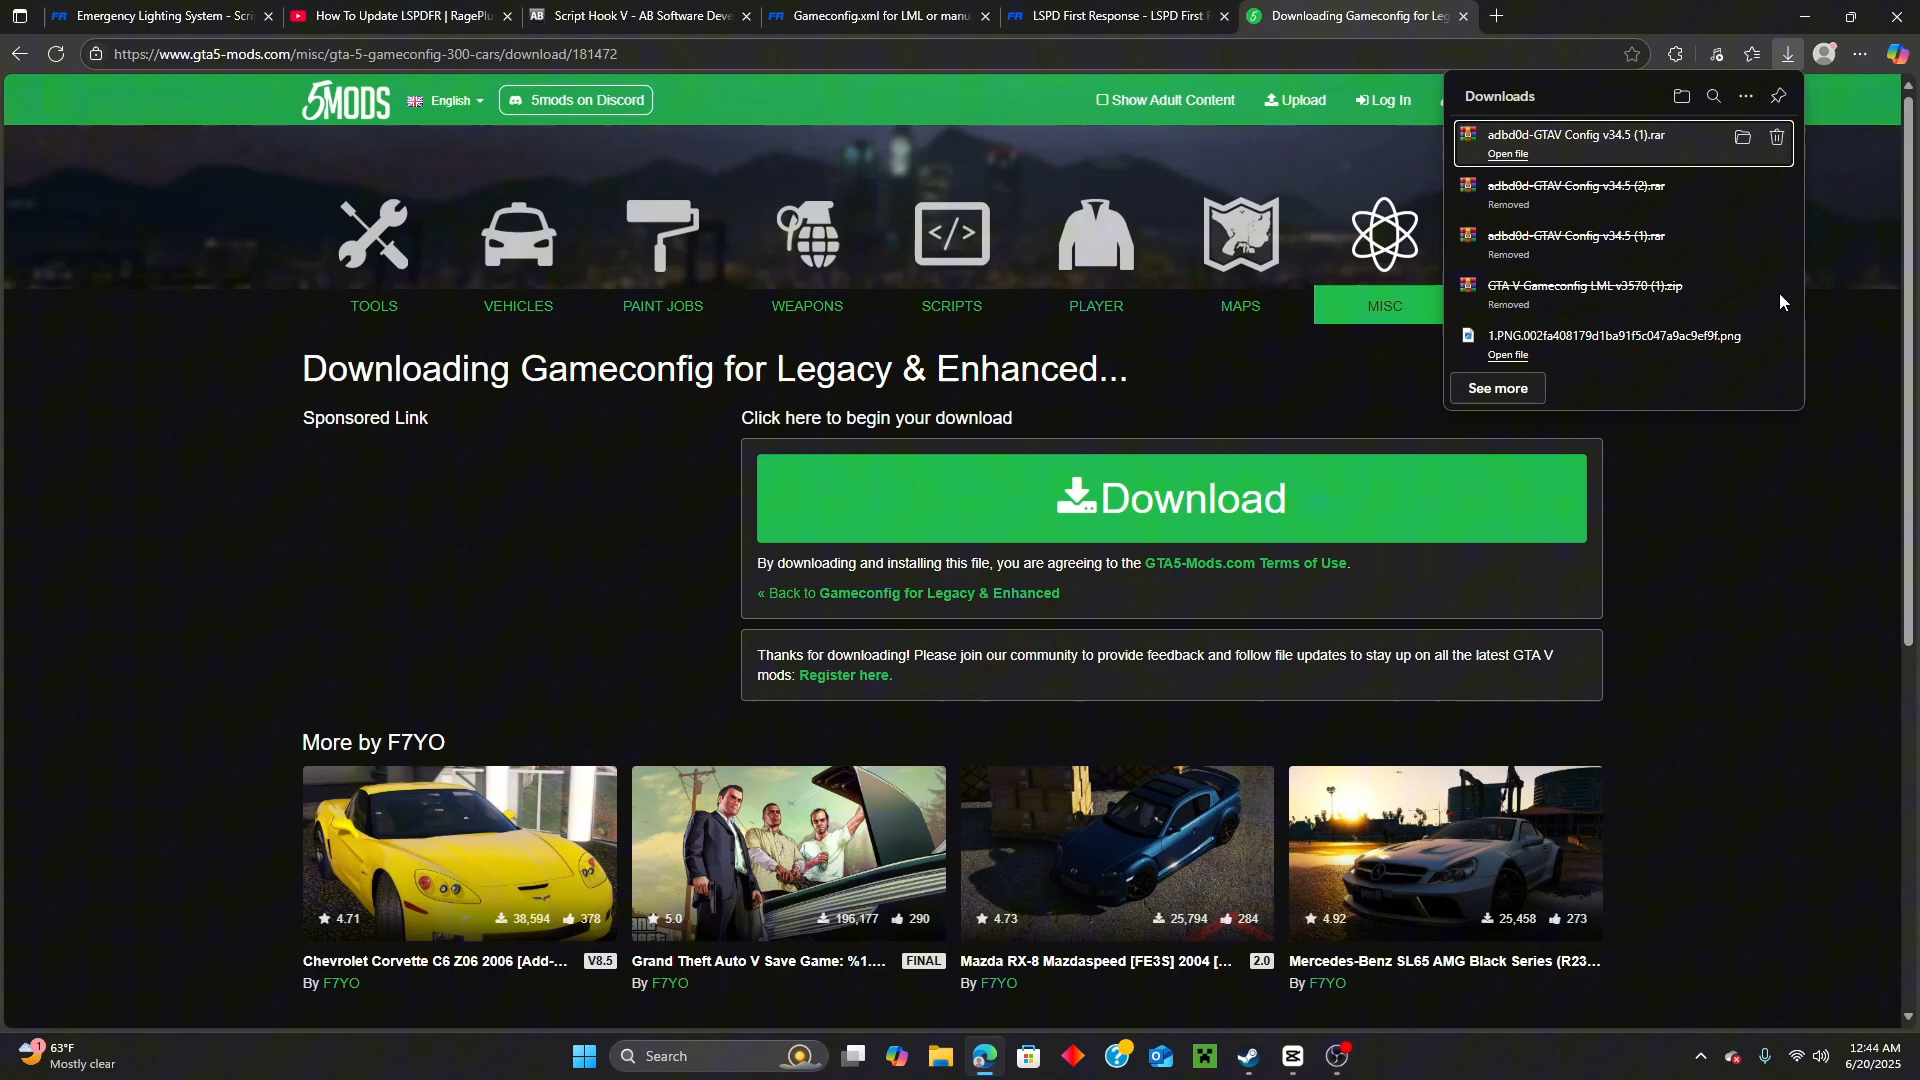 Emergency Lighting System - Scri
How To Update LSPDFR | RagePlu
AB
Script Hook V - AB Software Deve
Gameconfig.xml for LML or manu
LSPD First Response - LSPD First F
Downloading Gameconfig for Leg
https://www.gta5-mods.com/misc/gta-5-gameconfig-300-cars/download/181472
5MODS
English
5mods on Discord
Show Adult Content
Upload
Log In
Downloads
adbd0d-GTAV Config v34.5 (1).rar
Open file
adbd0d-GTAV Config v34.5 (2).rar
Removed
adbd0d-GTAV Config v34.5 (1).rar
Removed
GTA V Gameconfig LML v3570 (1).zip
Removed
1.PNG.002fa408179d1ba91f5c047a9ac9ef9f.png
Open file
See more
TOOLS
VEHICLES
PAINT JOBS
WEAPONS
SCRIPTS
PLAYER
MAPS
MISC
Downloading Gameconfig for Legacy & Enhanced...
Sponsored Link
Click here to begin your download
Download
By downloading and installing this file, you are agreeing to the GTA5-Mods.com Terms of Use.
« Back to Gameconfig for Legacy & Enhanced
Thanks for downloading! Please join our community to provide feedback and follow file updates to stay up on all the latest GTA V
mods: Register here.
More by F7YO
4.71
38,594
378
5.0
196,177
290
4.73
25,794
284
4.92
25,458
273
Chevrolet Corvette C6 Z06 2006 [Add-...
V8.5
By F7YO
Grand Theft Auto V Save Game: %1....
FINAL
By F7YO
Mazda RX-8 Mazdaspeed [FE3S] 2004 [...
2.0
By F7YO
Mercedes-Benz SL65 AMG Black Series (R23...
By F7YO
1
63°F
Mostly clear
Search
12:44 AM
6/20/2025